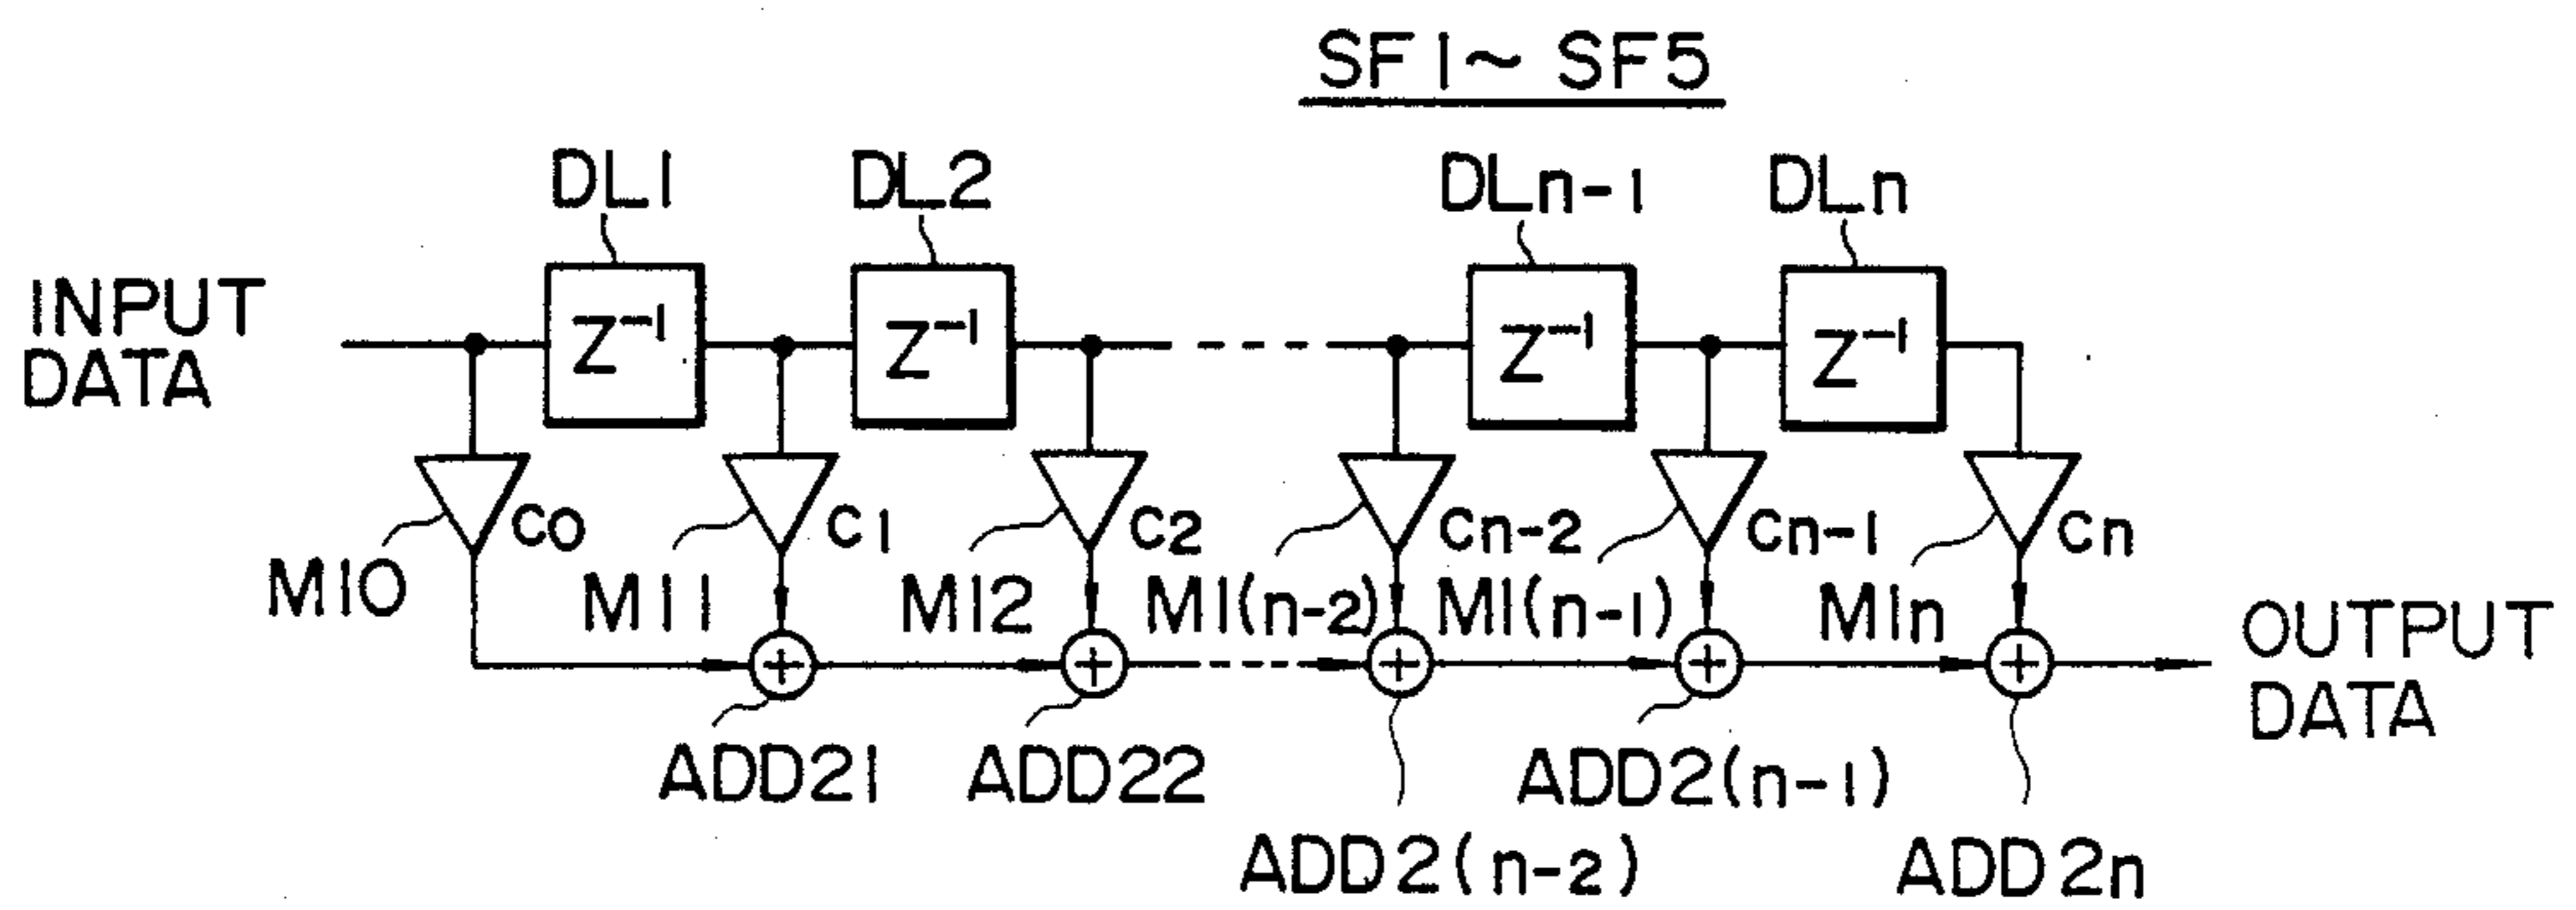 SF1~ SF5
DL1 DL2 DLn-1 DLn
INPUT
DATA
Z⁻¹ Z⁻¹ Z⁻¹ Z⁻¹
C0 C1 C2 Cn-2 Cn-1 Cn
M10 M11 M12 M1(n-2) M1(n-1) M1n
OUTPUT
DATA
+ + + + +
ADD21 ADD22 ADD2(n-1)
ADD2(n-2) ADD2n